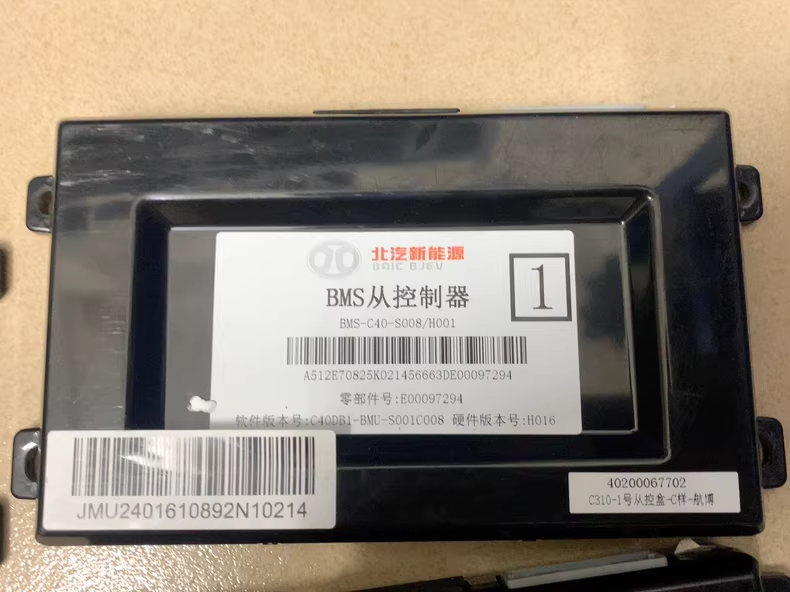 北汽新能源
BAIC BJEV
BMS从控制器
1
BMS-C40-S008/H001
A512E70825K021456663DE00097294
零部件号:E00097294
软件版本号:C40DB1-BMU-S001C008 硬件版本号:H016
JMU2401610892N10214
40200067702
C310-1号从控盒-C样-航博